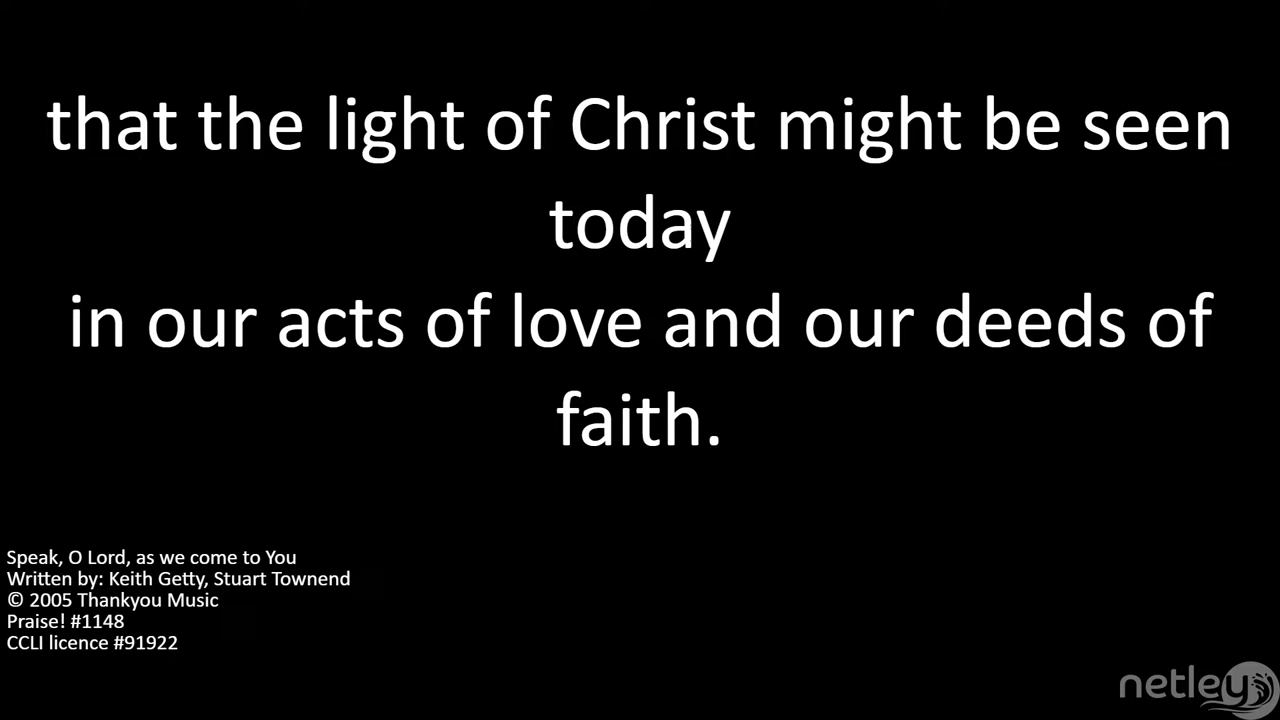 that the light of Christ might be seen
today
in our acts of love and our deeds of
faith.
Speak, O Lord, as we come to You
Written by: Keith Getty, Stuart Townend
© 2005 Thankyou Music
Praise! #1148
CCLI licence #91922
netley